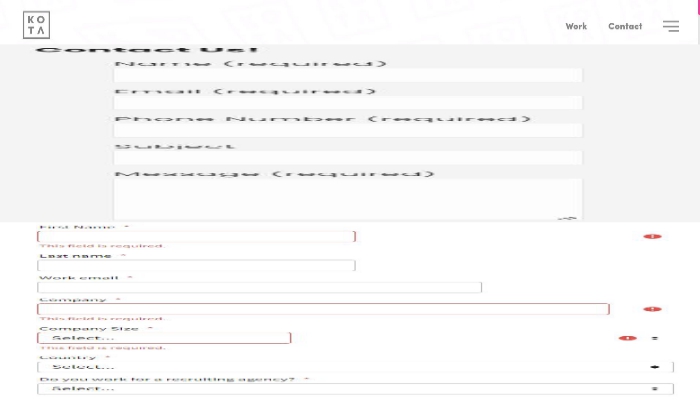 KO
TA
Work
Contact
Contact Us!
Name (required)
Email (required)
Phone Number (required)
Subject
Message (required)
First Name *
This field is required.
Last name *
Work email *
Company *
This field is required.
Company Size *
Select...
This field is required.
Country *
Select...
Do you work for a recruiting agency? *
Select...